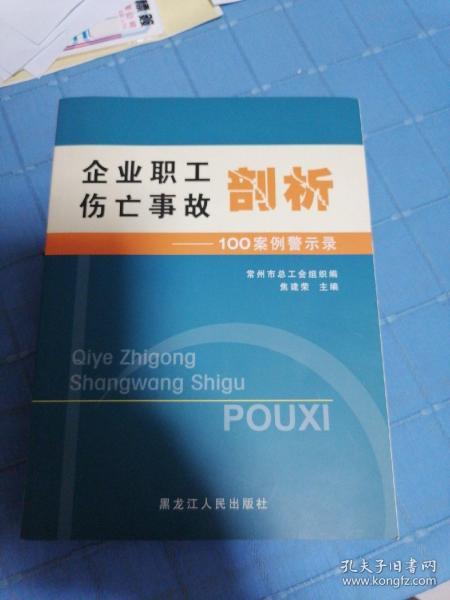 企业职工
伤亡事故
剖析
——100案例警示录
常州市总工会组织编
焦建荣 主编
Qiye Zhigong
Shangwang Shigu
POUXI
黑龙江人民出版社
孔夫子旧书网
www.kongfz.com